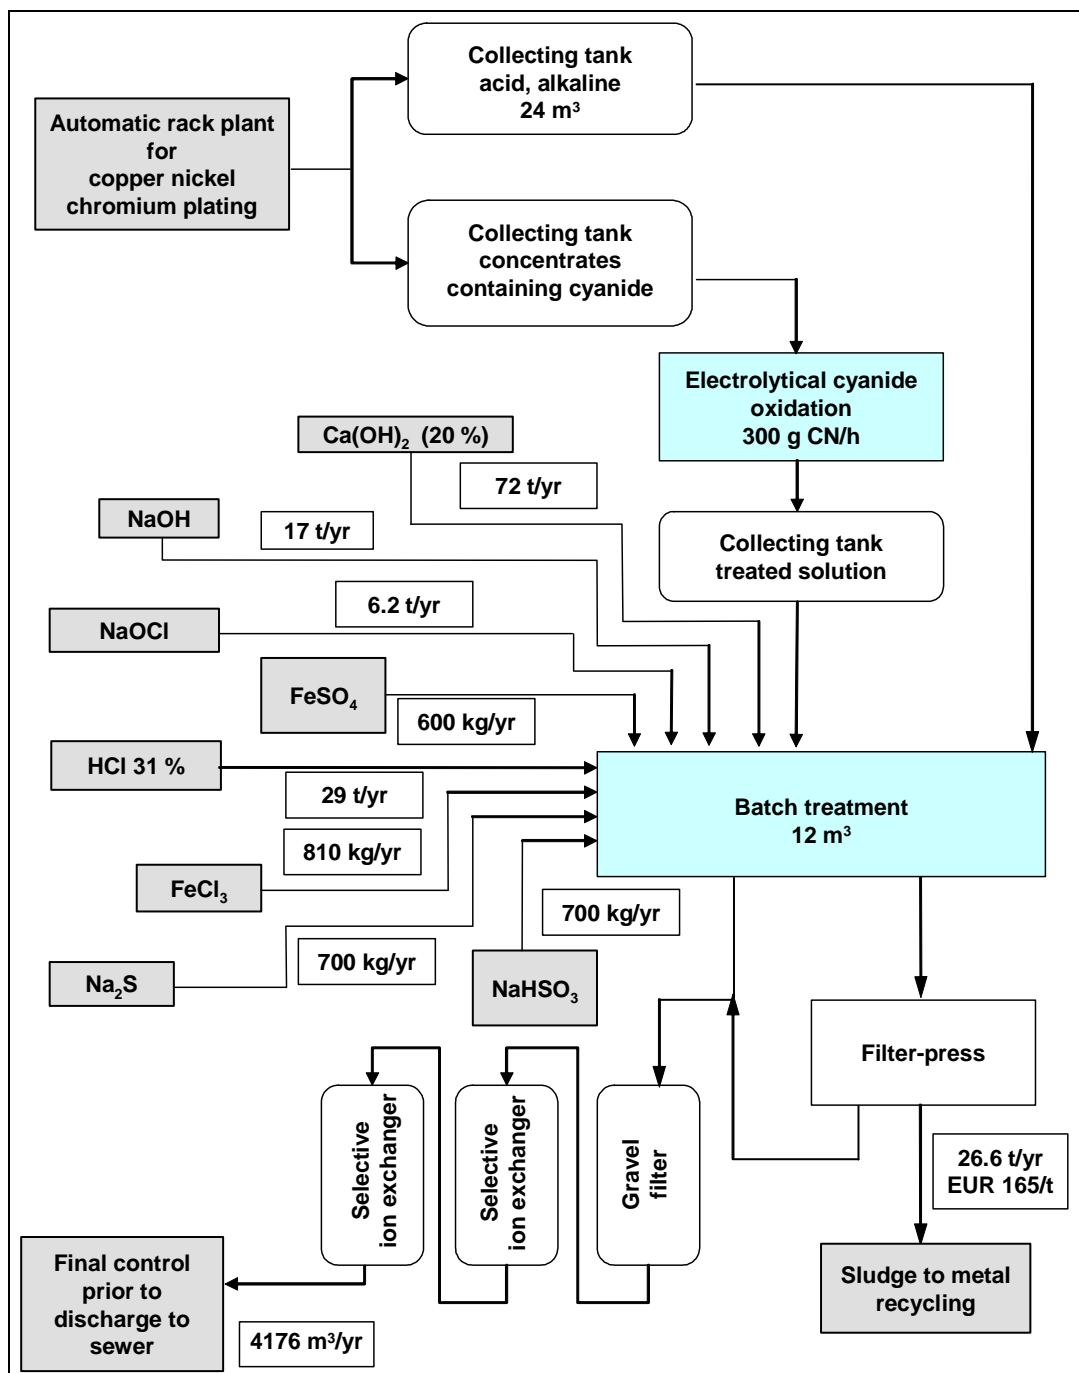 Collecting tank
acid, alkaline
24 m³
Automatic rack plant
for
copper nickel
chromium plating
Collecting tank
concentrates
containing cyanide
Electrolytical cyanide
oxidation
300 g CN/h
Ca(OH)₂ (20 %)
72 t/yr
NaOH
17 t/yr
Collecting tank
treated solution
6.2 t/yr
NaOCl
FeSO₄
600 kg/yr
HCl 31 %
29 t/yr
Batch treatment
12 m³
810 kg/yr
FeCl₃
700 kg/yr
700 kg/yr
Na₂S
NaHSO₃
Filter-press
Selective
ion exchanger
Selective
ion exchanger
Gravel
filter
26.6 t/yr
EUR 165/t
Final control
prior to
discharge to
sewer
4176 m³/yr
Sludge to metal
recycling